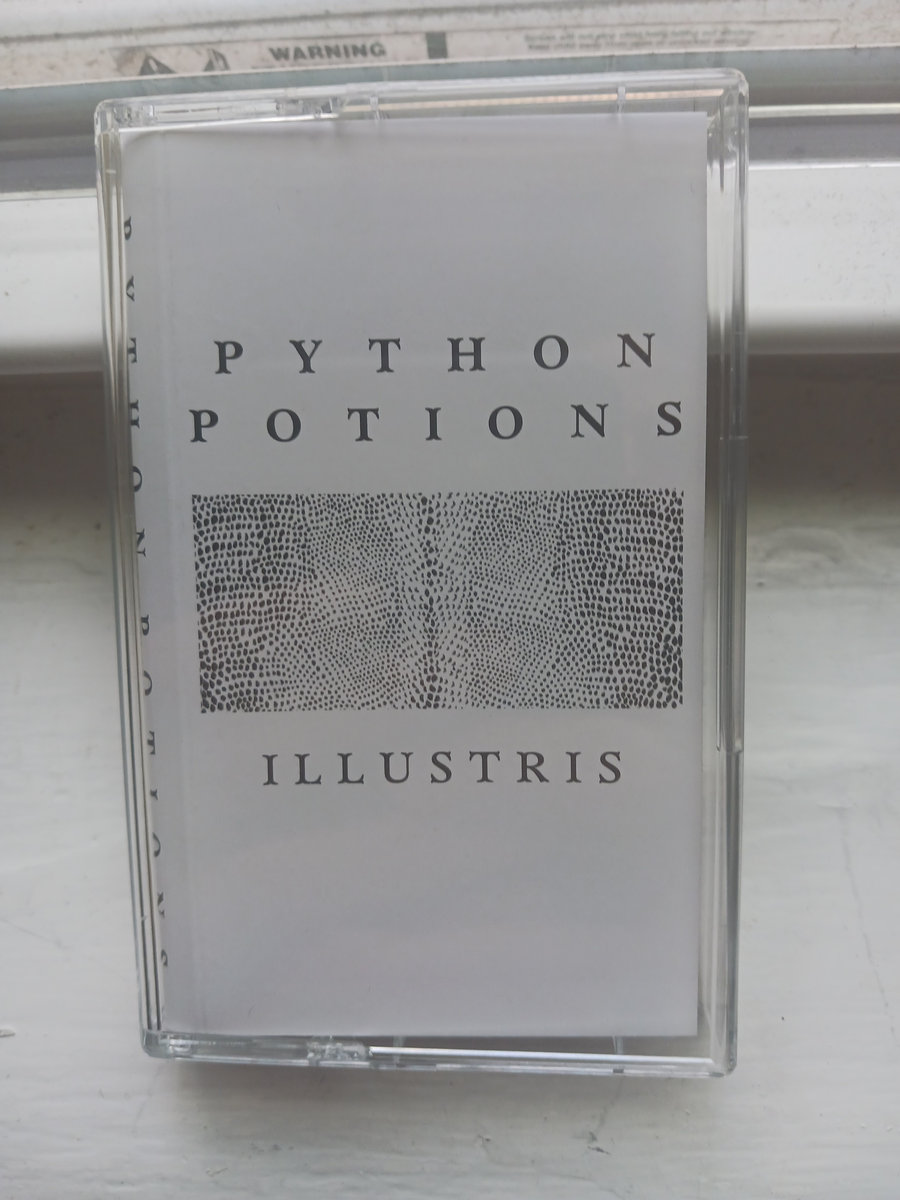 WARNING
PYTHON
POTIONS
ILLUSTRIS
PYTHON POTIONS